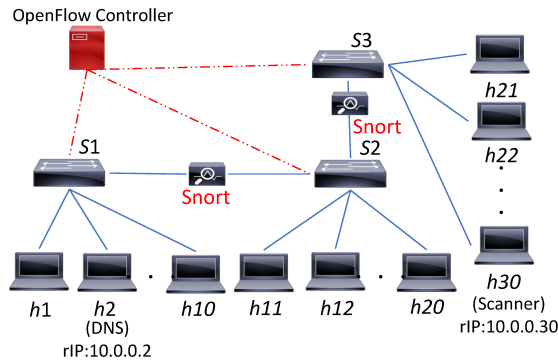 OpenFlow Controller
S3
h21
Snort
S1
S2
h22
Snort
h1
h2
h10
h11
h12
h20
h30
(DNS)
(Scanner)
rIP:10.0.0.2
rIP:10.0.0.30